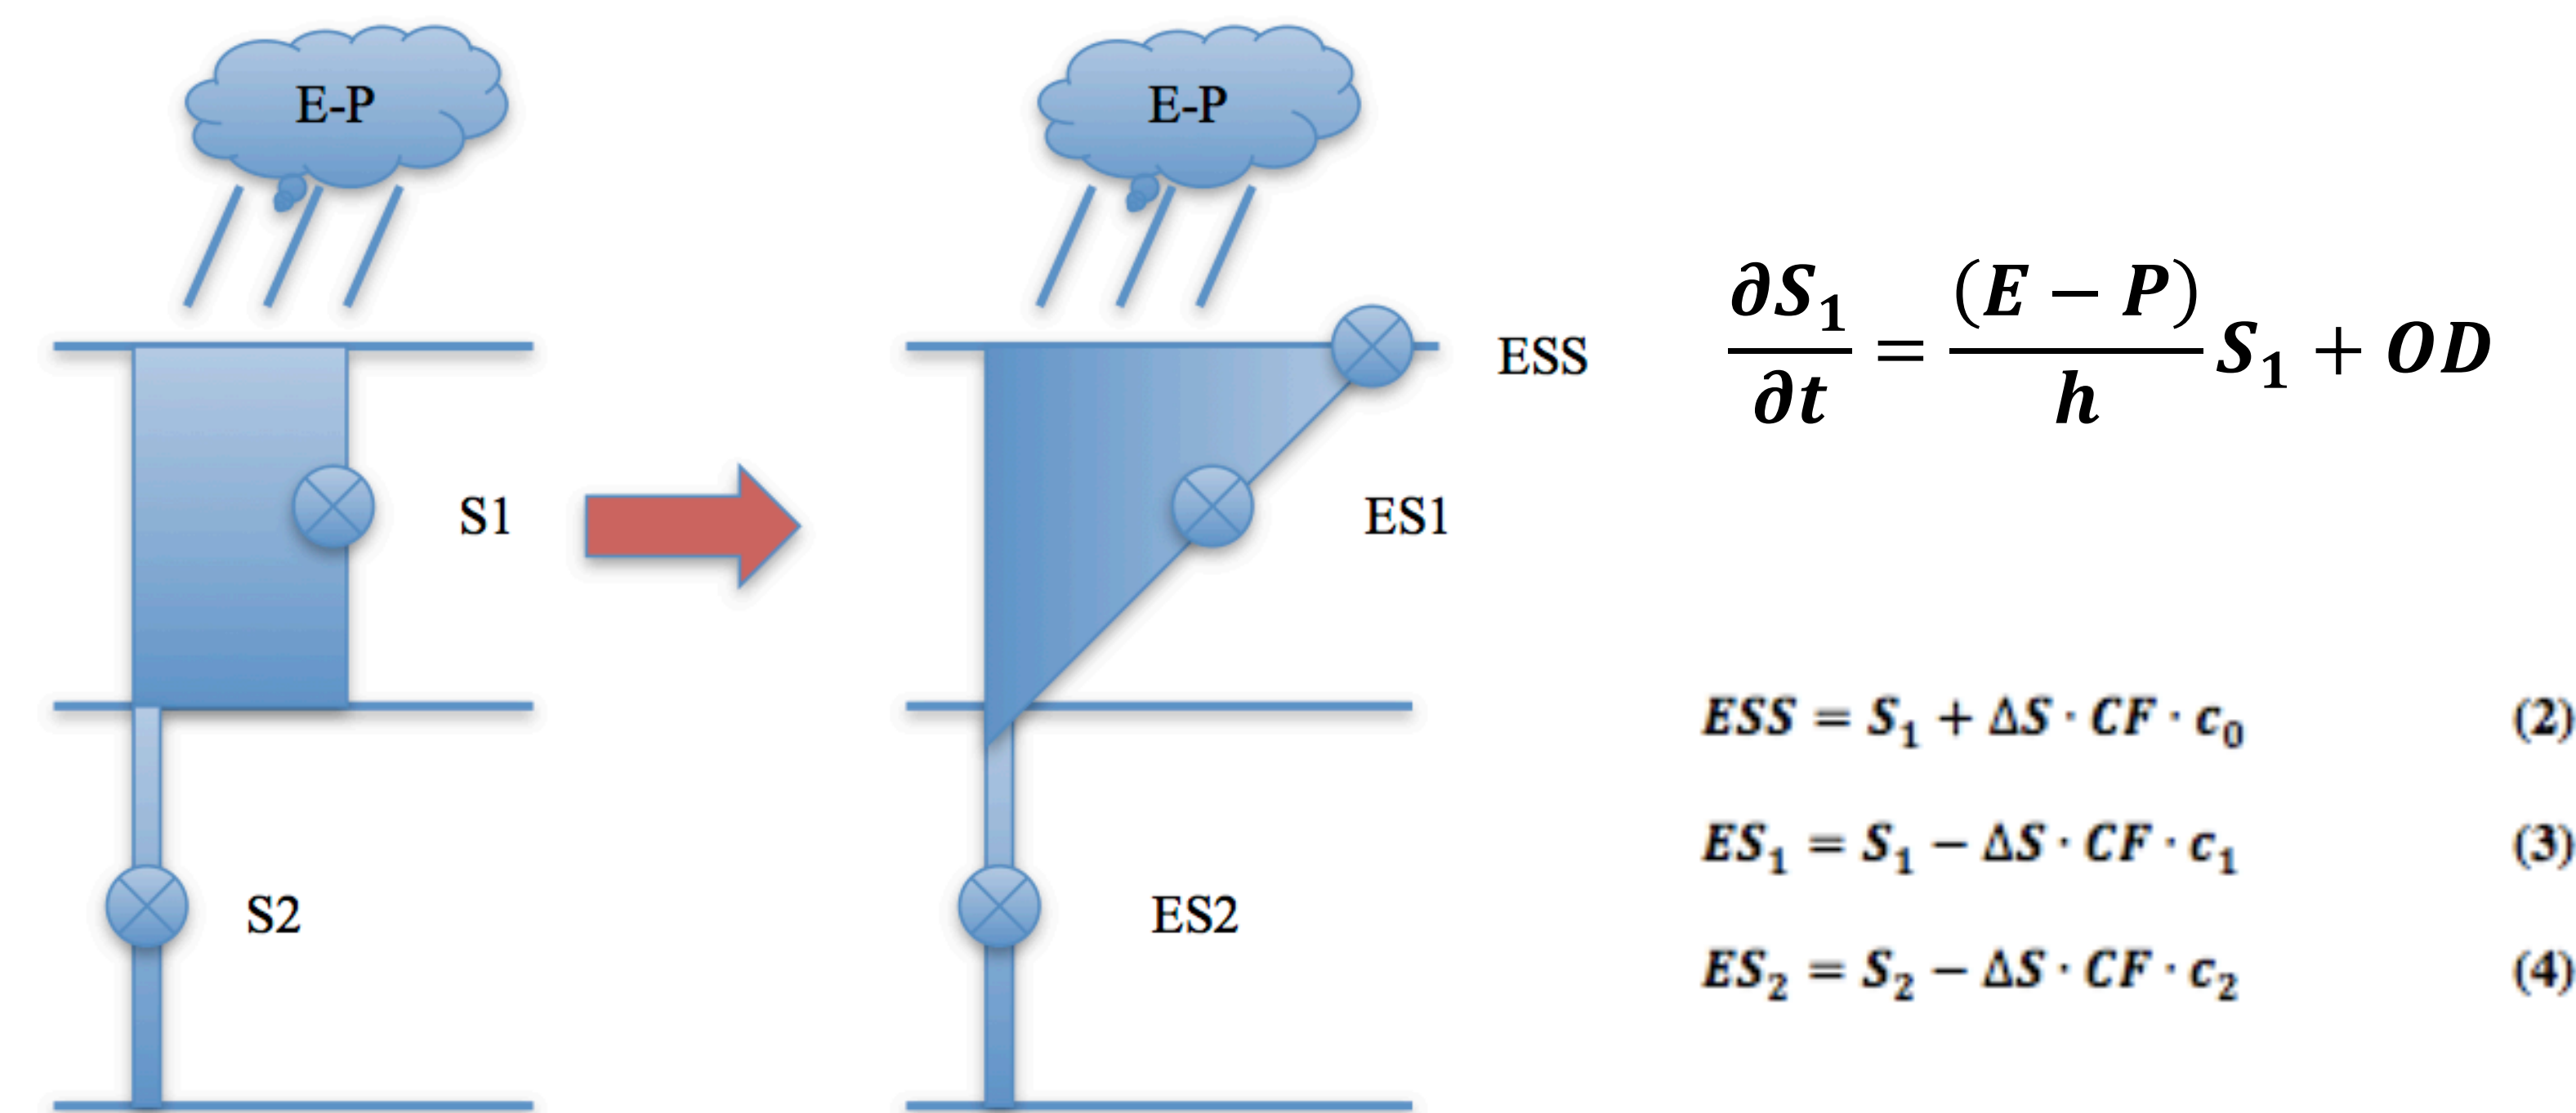 E-P
E-P
ESS
S1
ES1
S2
ES2
∂S₁/∂t = (E − P)/h S₁ + OD
ESS = S₁ + ΔS · CF · c₀ (2)
ES₁ = S₁ − ΔS · CF · c₁ (3)
ES₂ = S₂ − ΔS · CF · c₂ (4)